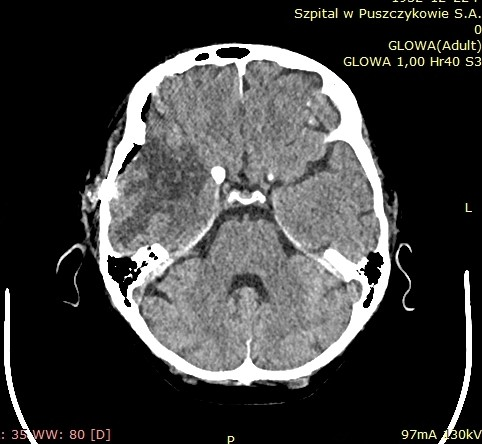 Szpital w Puszczykowie S.A.
0
GLOWA(Adult)
GLOWA 1,00 Hr40 S3
L
: 35 WW: 80 [D]
P
97mA 130kV